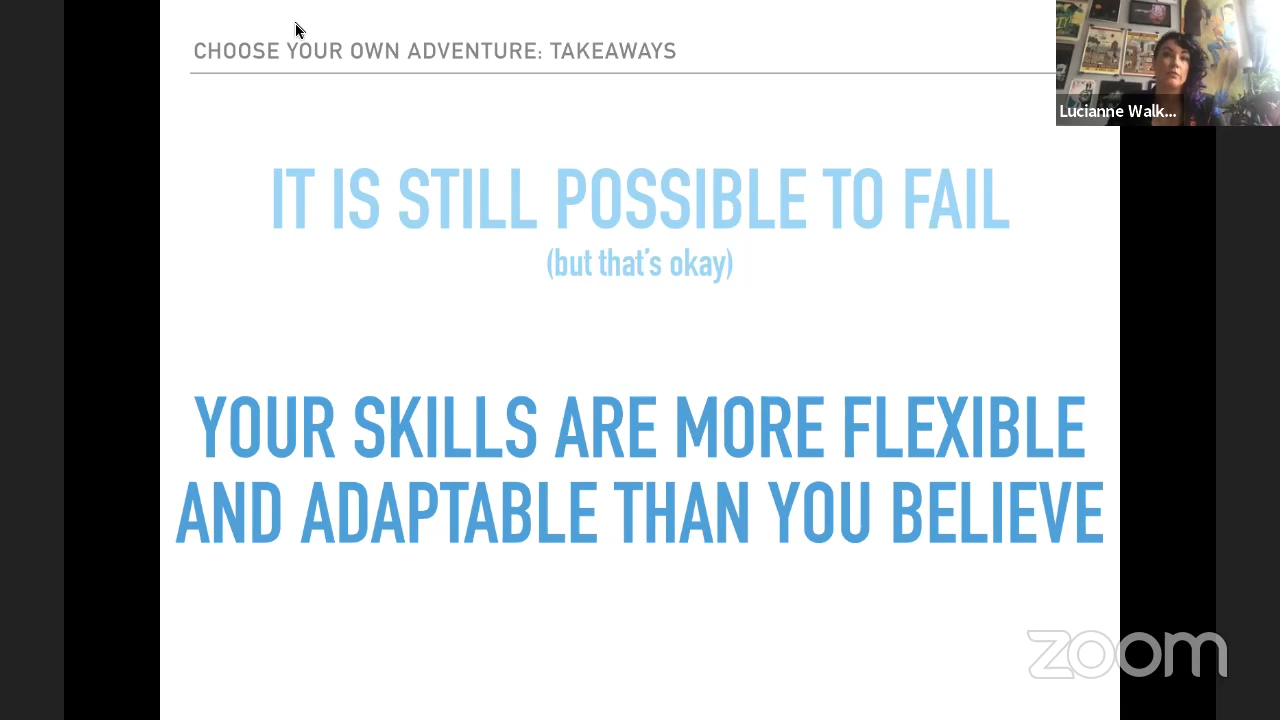 CHOOSE YOUR OWN ADVENTURE: TAKEAWAYS
Lucianne Walk...
IT IS STILL POSSIBLE TO FAIL
(but that's okay)
YOUR SKILLS ARE MORE FLEXIBLE
AND ADAPTABLE THAN YOU BELIEVE
zoom